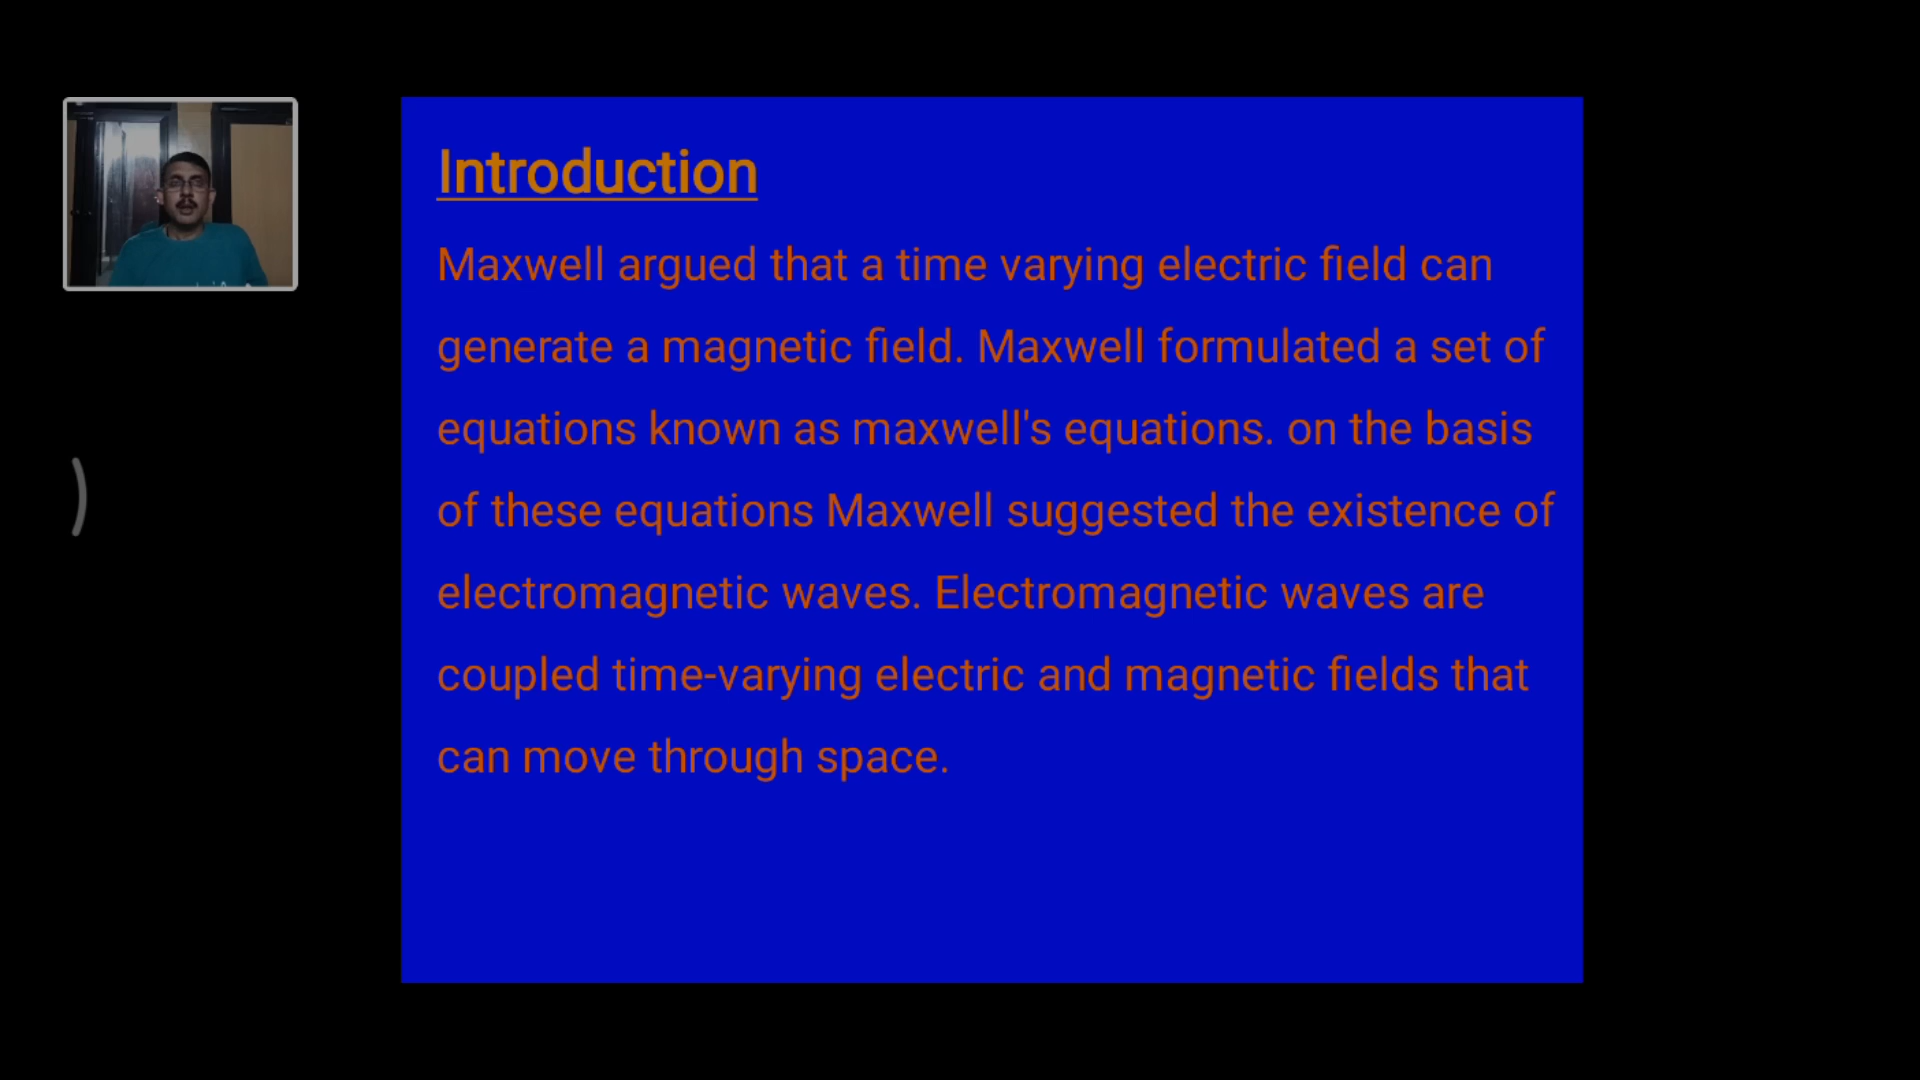 Introduction
Maxwell argued that a time varying electric field can
generate a magnetic field. Maxwell formulated a set of
equations known as maxwell's equations. on the basis
of these equations Maxwell suggested the existence of
electromagnetic waves. Electromagnetic waves are
coupled time-varying electric and magnetic fields that
can move through space.